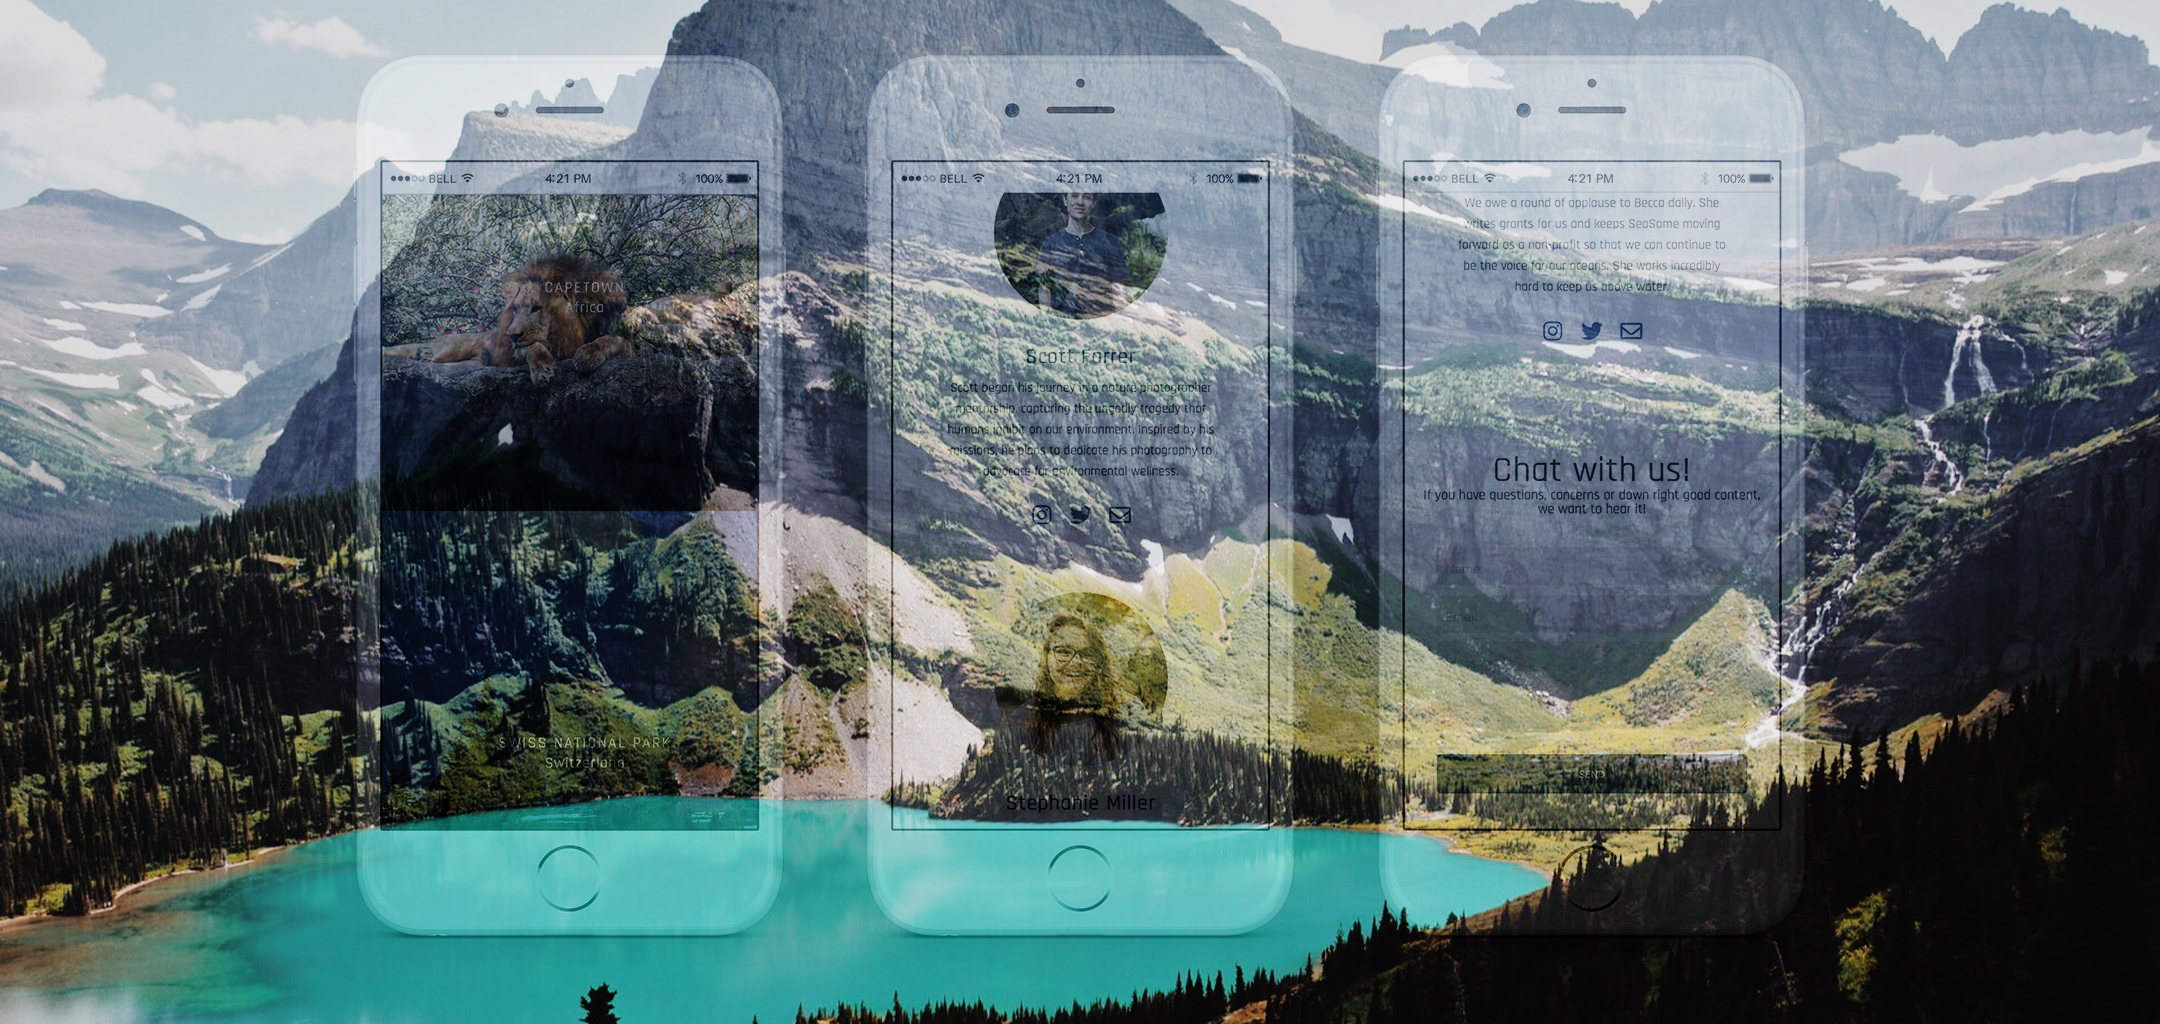 BELL 4:21 PM 100%
CAPETOWN
Africa
SWISS NATIONAL PARK
Switzerland
BELL 4:21 PM 100%
Scott Farrer
Scott began his journey in a nature photographer
mentorship, capturing the ungodly tragedy that
humans inhibit on our environment. Inspired by his
missions, he plans to dedicate his photography to
advocate for environmental wellness.
Stephanie Miller
BELL 4:21 PM 100%
We owe a round of applause to Becca daily. She
writes grants for us and keeps SeaSame moving
forward as a non-profit so that we can continue to
be the voice for our oceans. She works incredibly
hard to keep us above water.
Chat with us!
If you have questions, concerns or down right good content,
we want to hear it!
Name
Email
SEND